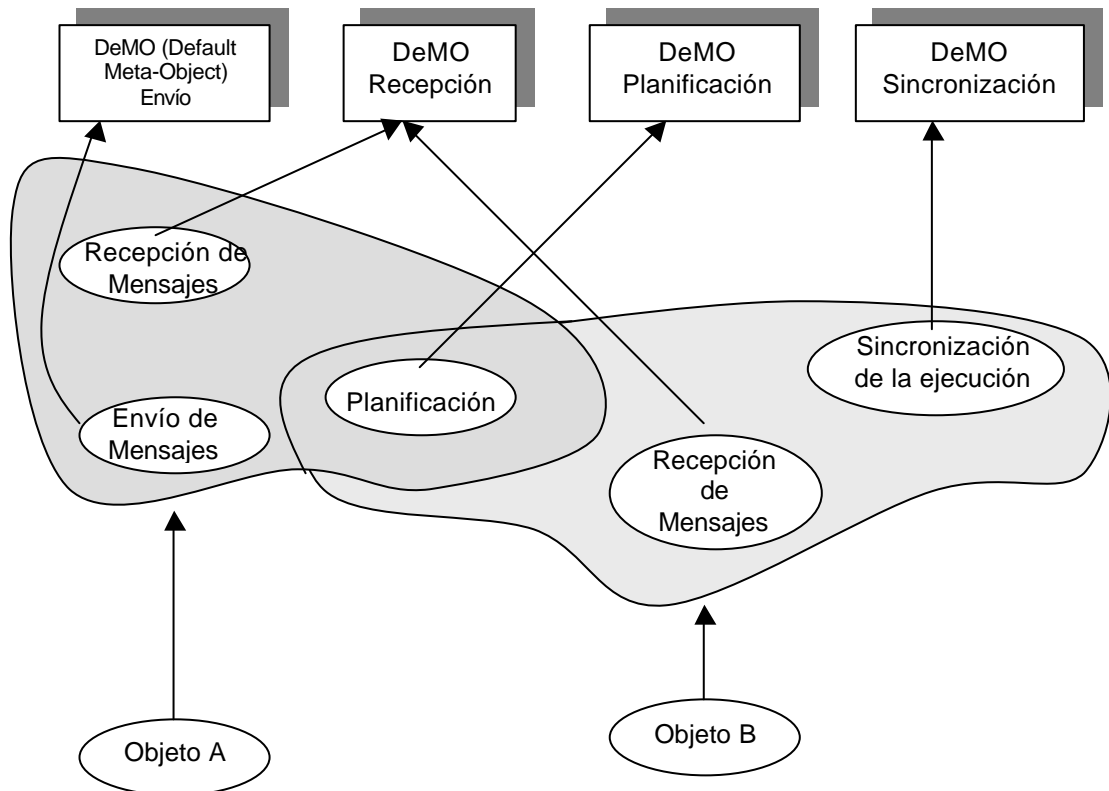 DeMO (Default
Meta-Object)
Envío
DeMO
Recepción
DeMO
Planificación
DeMO
Sincronización
Recepción de
Mensajes
Sincronización
de la ejecución
Planificación
Envío de
Mensajes
Recepción
de
Mensajes
Objeto A
Objeto B